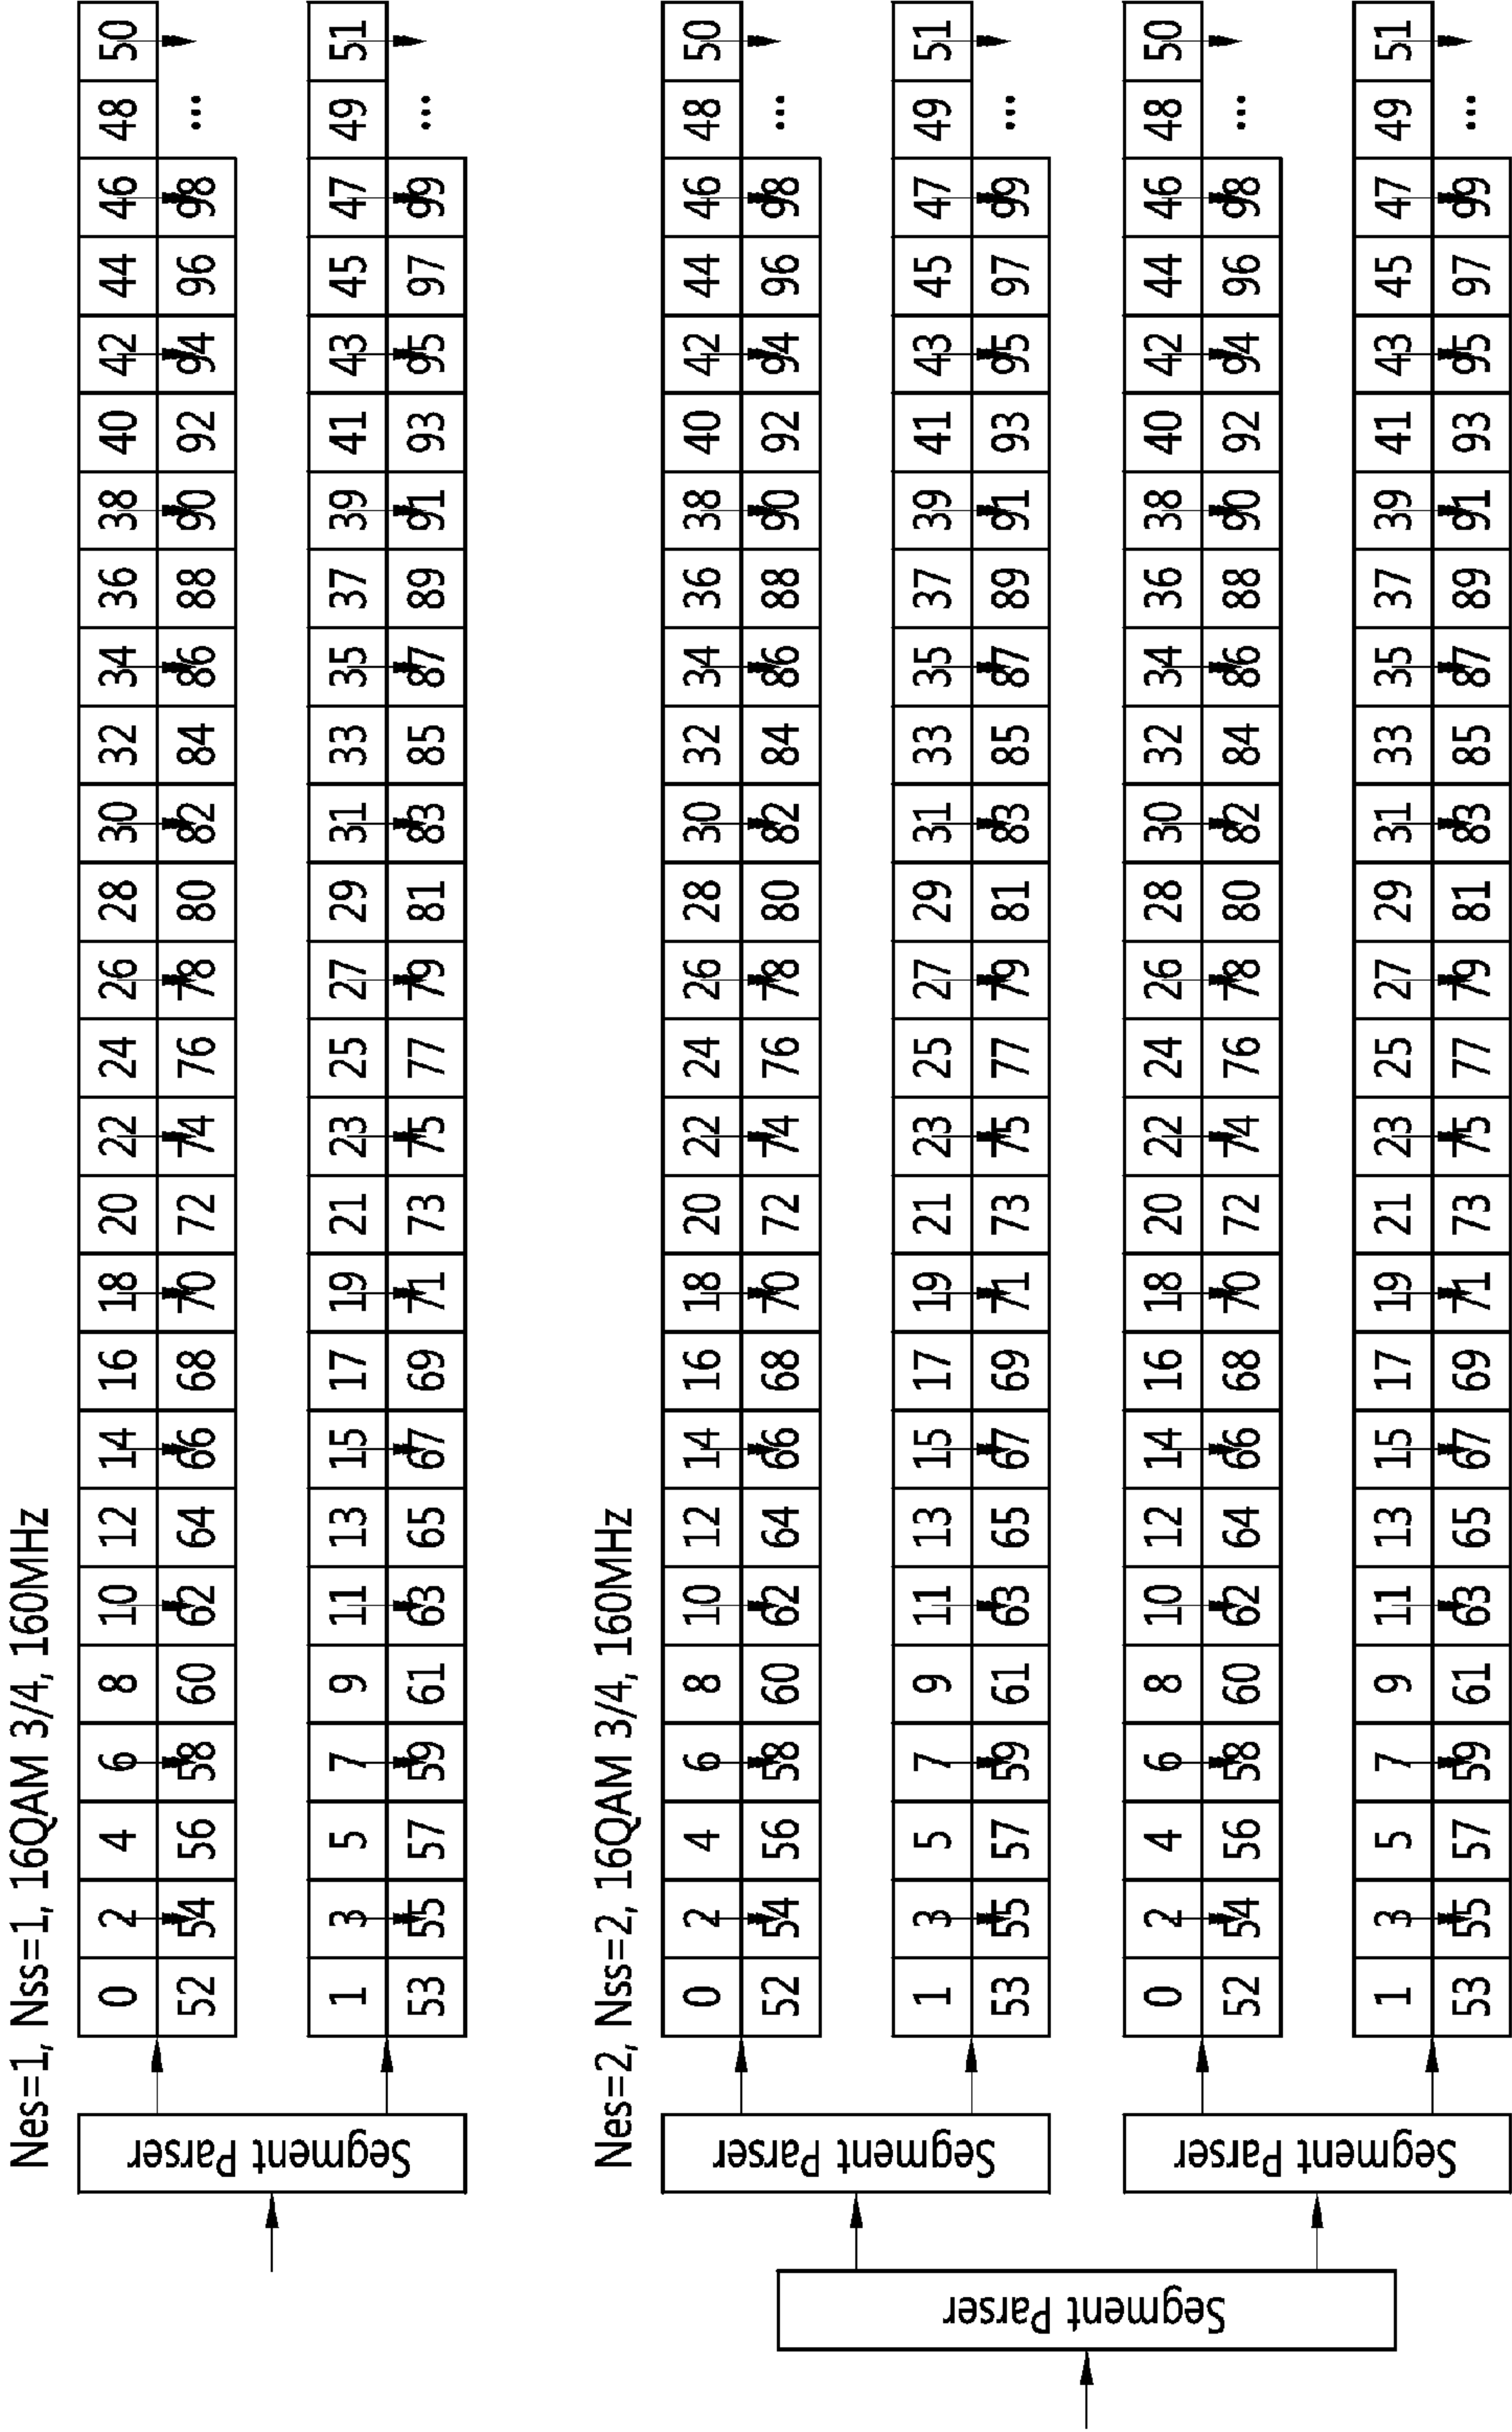 Nes=1, Nss=1, 16QAM 3/4, 160MHz
Segment Parser
0 2 4 6 8 10 12 14 16 18 20 22 24 26 28 30 32 34 36 38 40 42 44 46 48 50
52 54 56 58 60 62 64 66 68 70 72 74 76 78 80 82 84 86 88 90 92 94 96 98 ...
1 3 5 7 9 11 13 15 17 19 21 23 25 27 29 31 33 35 37 39 41 43 45 47 49 51
53 55 57 59 61 63 65 67 69 71 73 75 77 79 81 83 85 87 89 91 93 95 97 99 ...
Nes=2, Nss=2, 16QAM 3/4, 160MHz
Segment Parser
Segment Parser
0 2 4 6 8 10 12 14 16 18 20 22 24 26 28 30 32 34 36 38 40 42 44 46 48 50
52 54 56 58 60 62 64 66 68 70 72 74 76 78 80 82 84 86 88 90 92 94 96 98 ...
1 3 5 7 9 11 13 15 17 19 21 23 25 27 29 31 33 35 37 39 41 43 45 47 49 51
53 55 57 59 61 63 65 67 69 71 73 75 77 79 81 83 85 87 89 91 93 95 97 99 ...
Segment Parser
0 2 4 6 8 10 12 14 16 18 20 22 24 26 28 30 32 34 36 38 40 42 44 46 48 50
52 54 56 58 60 62 64 66 68 70 72 74 76 78 80 82 84 86 88 90 92 94 96 98 ...
1 3 5 7 9 11 13 15 17 19 21 23 25 27 29 31 33 35 37 39 41 43 45 47 49 51
53 55 57 59 61 63 65 67 69 71 73 75 77 79 81 83 85 87 89 91 93 95 97 99 ...